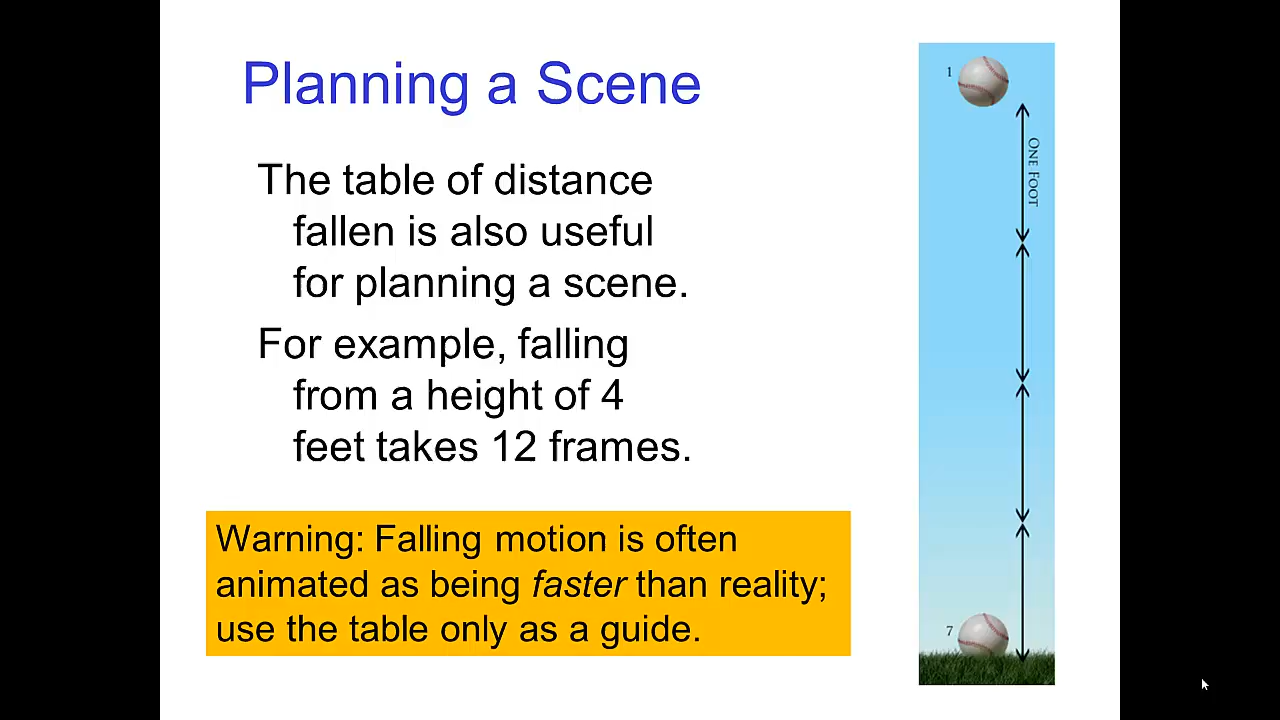 Planning a Scene
The table of distance
fallen is also useful
for planning a scene.
For example, falling
from a height of 4
feet takes 12 frames.
Warning: Falling motion is often
animated as being faster than reality;
use the table only as a guide.
1
ONE FOOT
7